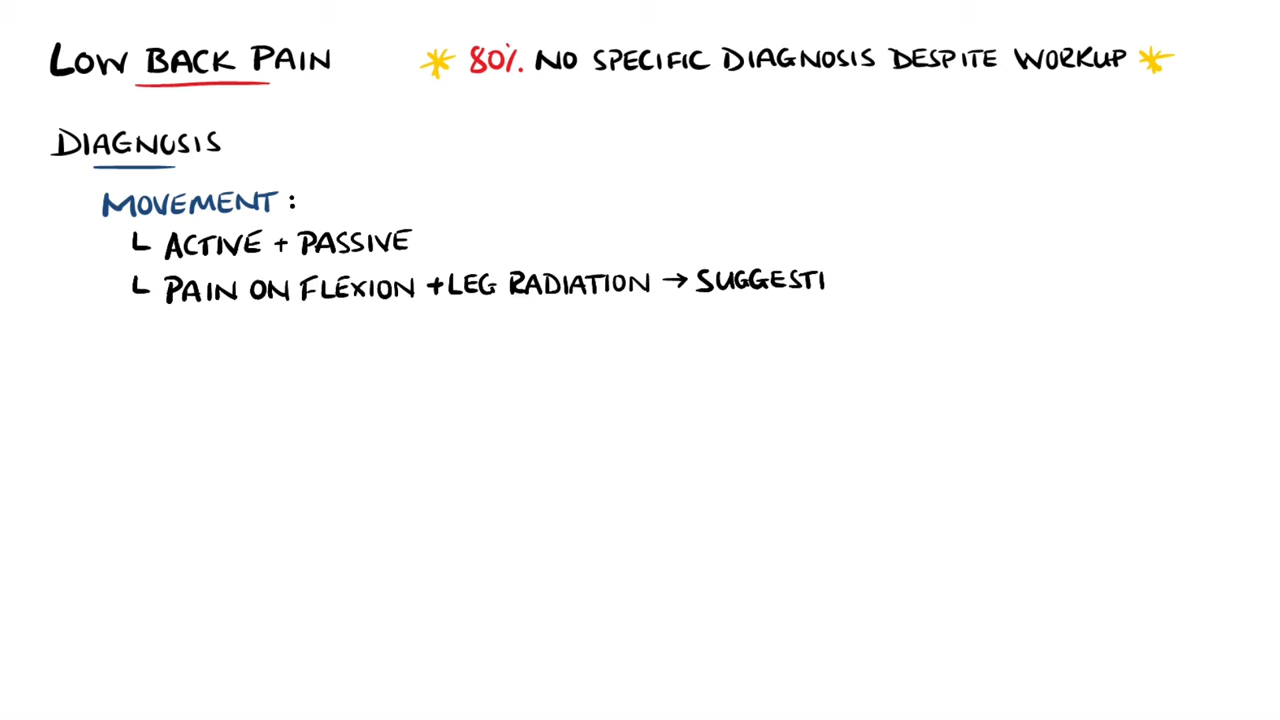 LOW BACK PAIN * 80% NO SPECIFIC DIAGNOSIS DESPITE WORKUP *
DIAGNOSIS
MOVEMENT:
ACTIVE + PASSIVE
PAIN ON FLEXION + LEG RADIATION → SUGGESTI